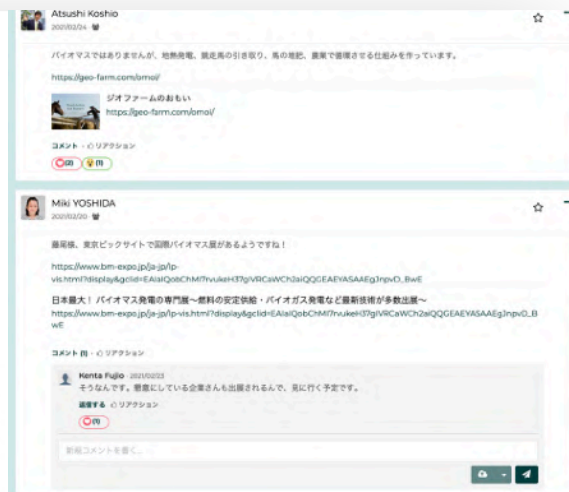 Atsushi Koshio
2021/02/24
バイオマスではありませんが、地熱発電、競走馬の引き取り、馬の堆肥、農業で循環させる仕組みを作っています。
https://geo-farm.com/omoi/
ジオファームのおもい
https://geo-farm.com/omoi/
コメント・リアクション
(2) (1)
Miki YOSHIDA
2021/02/20
藤尾様、東京ビックサイトで国際バイオマス展があるようですね！
https://www.bm-expo.jp/ja-jp/lp-
日本最大！ バイオマス発電の専門展～燃料の安定供給・バイオガス発電など最新技術が多数出展～
コメント (1)・リアクション
Kenta Fujio・2021/02/23
そうなんです。懇意にしている企業さんも出展されるんで、見に行く予定です。
返信する リアクション
(1)
新規コメントを書く...